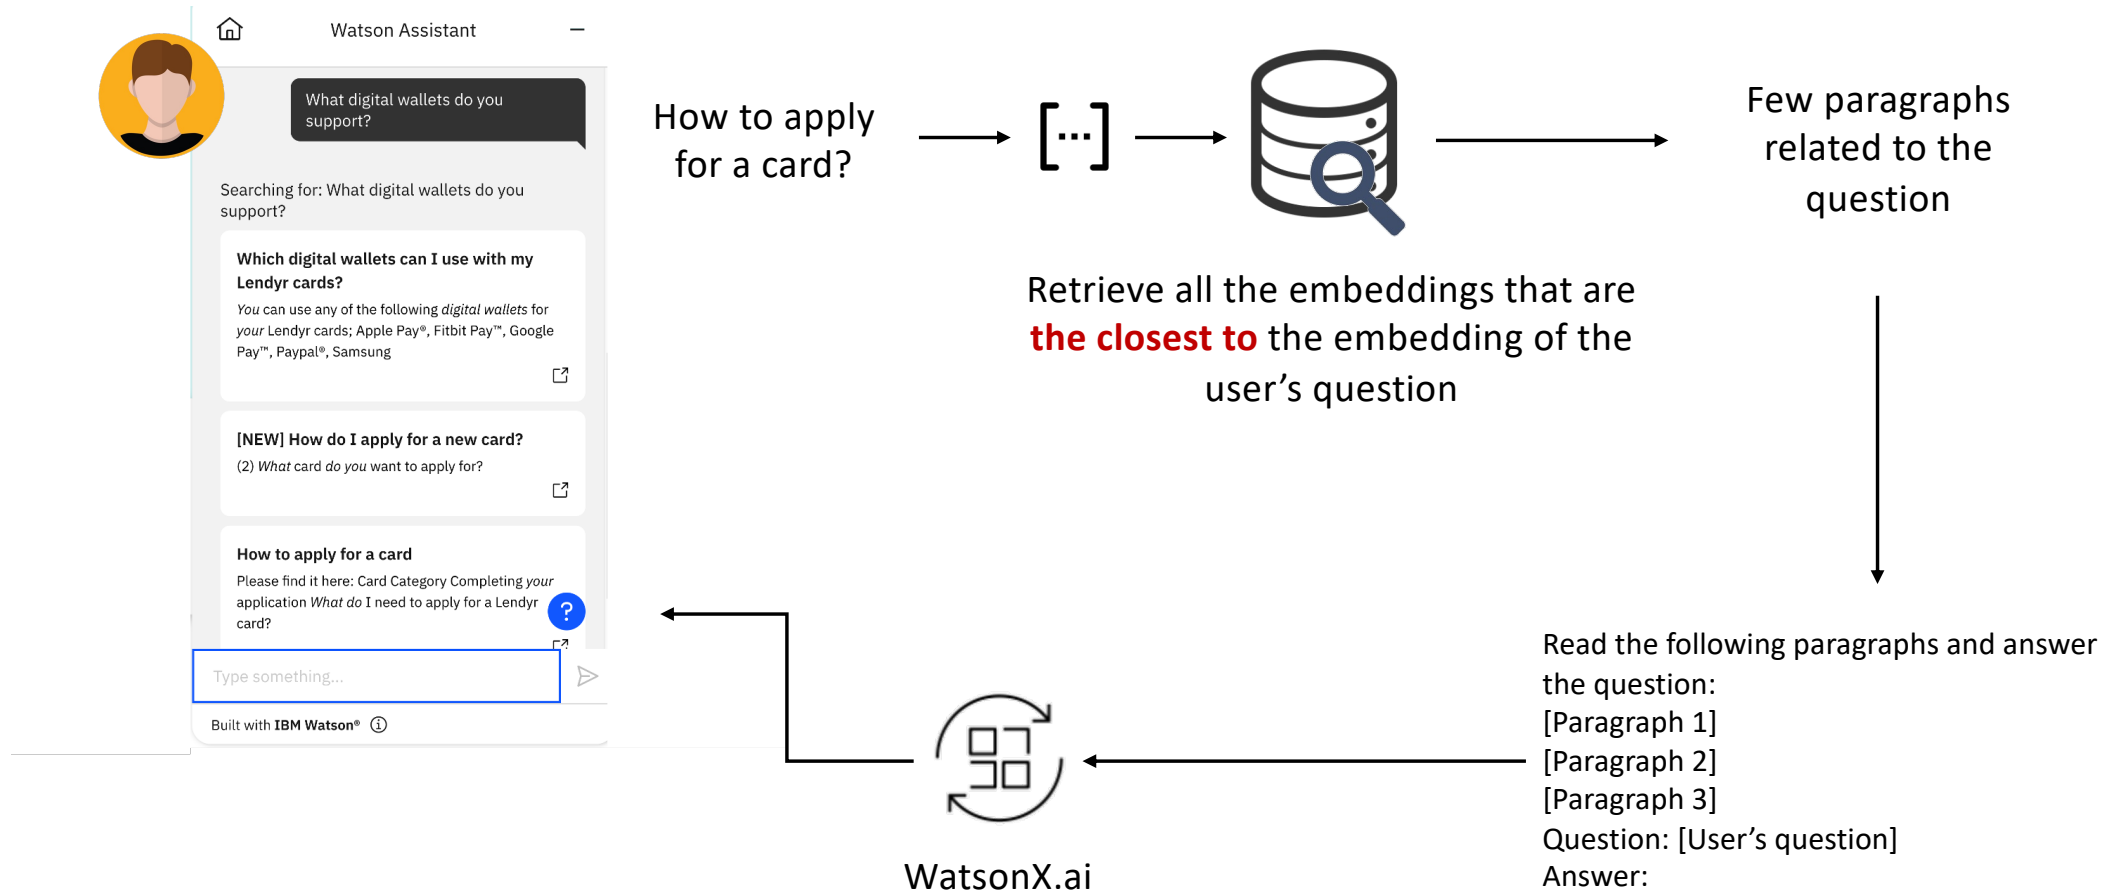 Watson Assistant
What digital wallets do you
support?
Searching for: What digital wallets do you
support?
Which digital wallets can I use with my
Lendyr cards?
You can use any of the following digital wallets for
your Lendyr cards; Apple Pay®, Fitbit Pay™, Google
Pay™, Paypal®, Samsung
[NEW] How do I apply for a new card?
(2) What card do you want to apply for?
How to apply for a card
Please find it here: Card Category Completing your
application What do I need to apply for a Lendyr
card?
?
Type something...
Built with IBM Watson®
How to apply
for a card?
[...]
Retrieve all the embeddings that are
the closest to the embedding of the
user’s question
Few paragraphs
related to the
question
Read the following paragraphs and answer
the question:
[Paragraph 1]
[Paragraph 2]
[Paragraph 3]
Question: [User’s question]
Answer:
WatsonX.ai